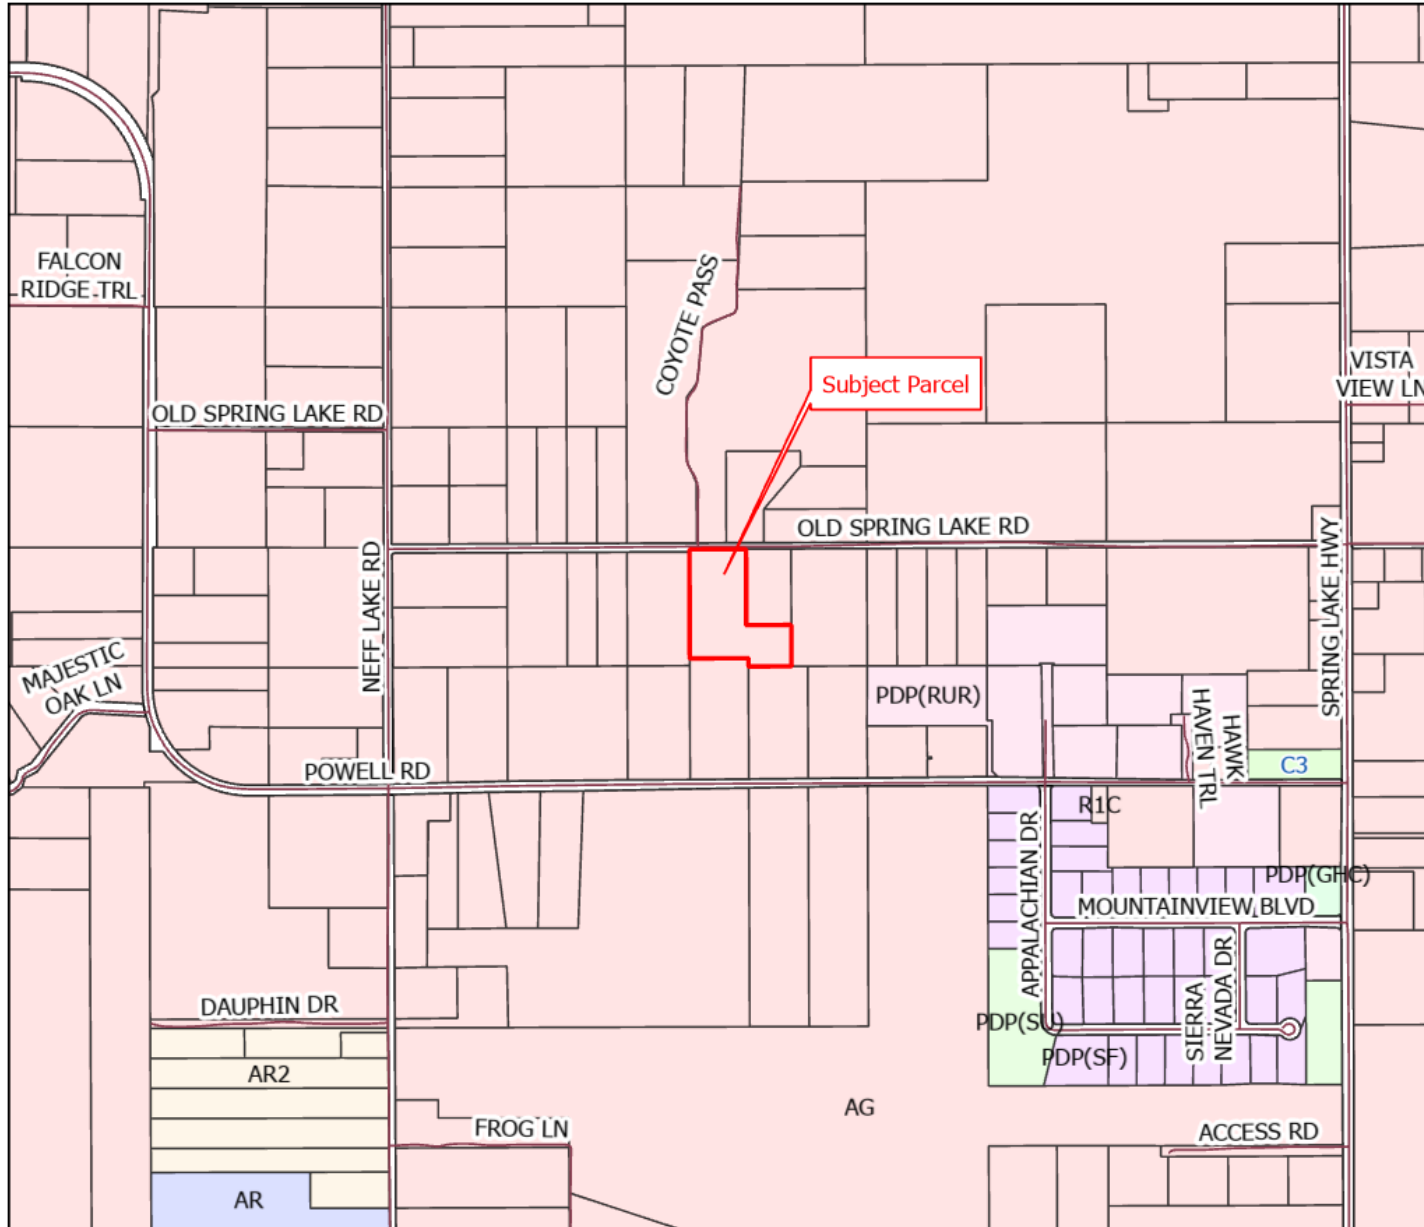 FALCON
RIDGE TRL
COYOTE PASS
Subject Parcel
VISTA
VIEW LN
OLD SPRING LAKE RD
OLD SPRING LAKE RD
NEFF LAKE RD
SPRING LAKE HWY
MAJESTIC
OAK LN
PDP(RUR)
HAWK
HAVEN TRL
POWELL RD
C3
R1C
APPALACHIAN DR
PDP(GHC)
MOUNTAINVIEW BLVD
SIERRA
NEVADA DR
DAUPHIN DR
PDP(SU)
PDP(SF)
AR2
AG
FROG LN
ACCESS RD
AR